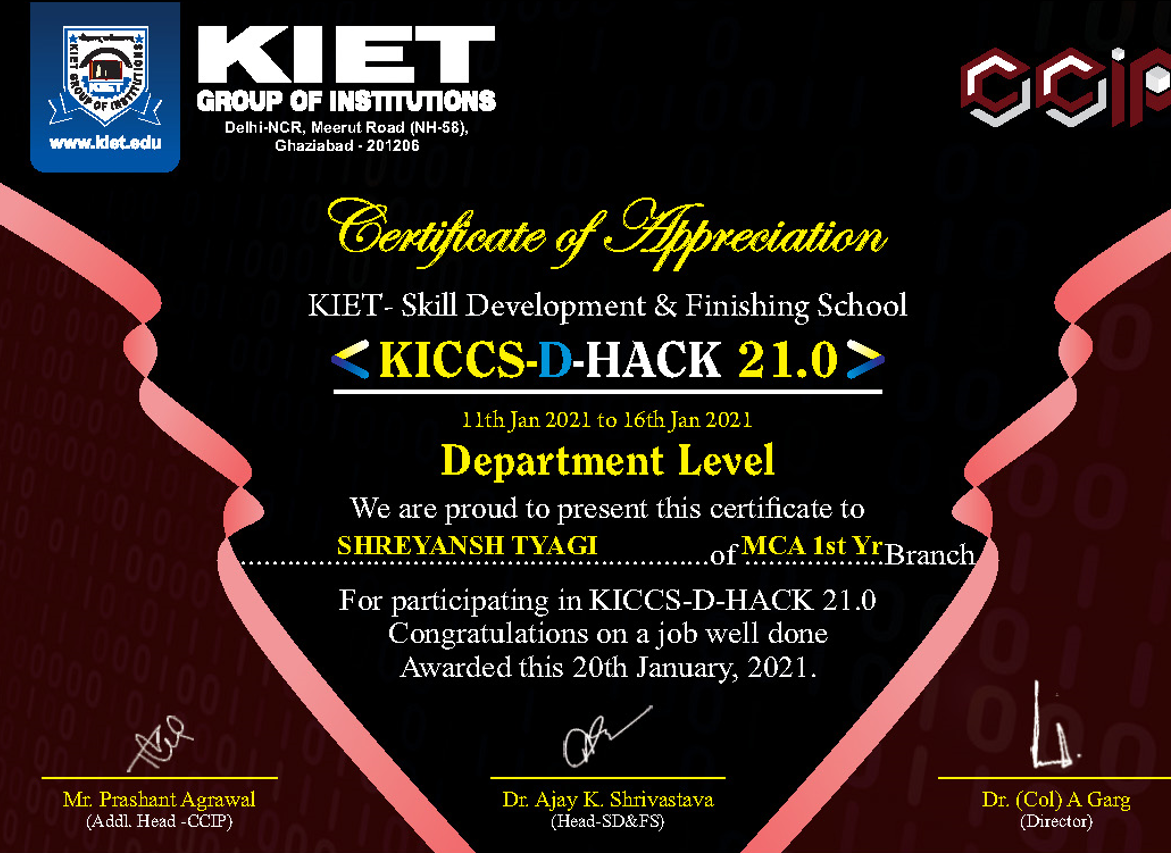 KIET GROUP OF INSTITUTIONS
KIET
www.kiet.edu
KIET
GROUP OF INSTITUTIONS
Delhi-NCR, Meerut Road (NH-58),
Ghaziabad - 201206
CCIP
Certificate of Appreciation
KIET- Skill Development & Finishing School
<KICCS-D-HACK 21.0>
11th Jan 2021 to 16th Jan 2021
Department Level
We are proud to present this certificate to
SHREYANSH TYAGI of MCA 1st Yr Branch
For participating in KICCS-D-HACK 21.0
Congratulations on a job well done
Awarded this 20th January, 2021.
Mr. Prashant Agrawal
(Addl. Head -CCIP)
Dr. Ajay K. Shrivastava
(Head-SD&FS)
Dr. (Col) A Garg
(Director)